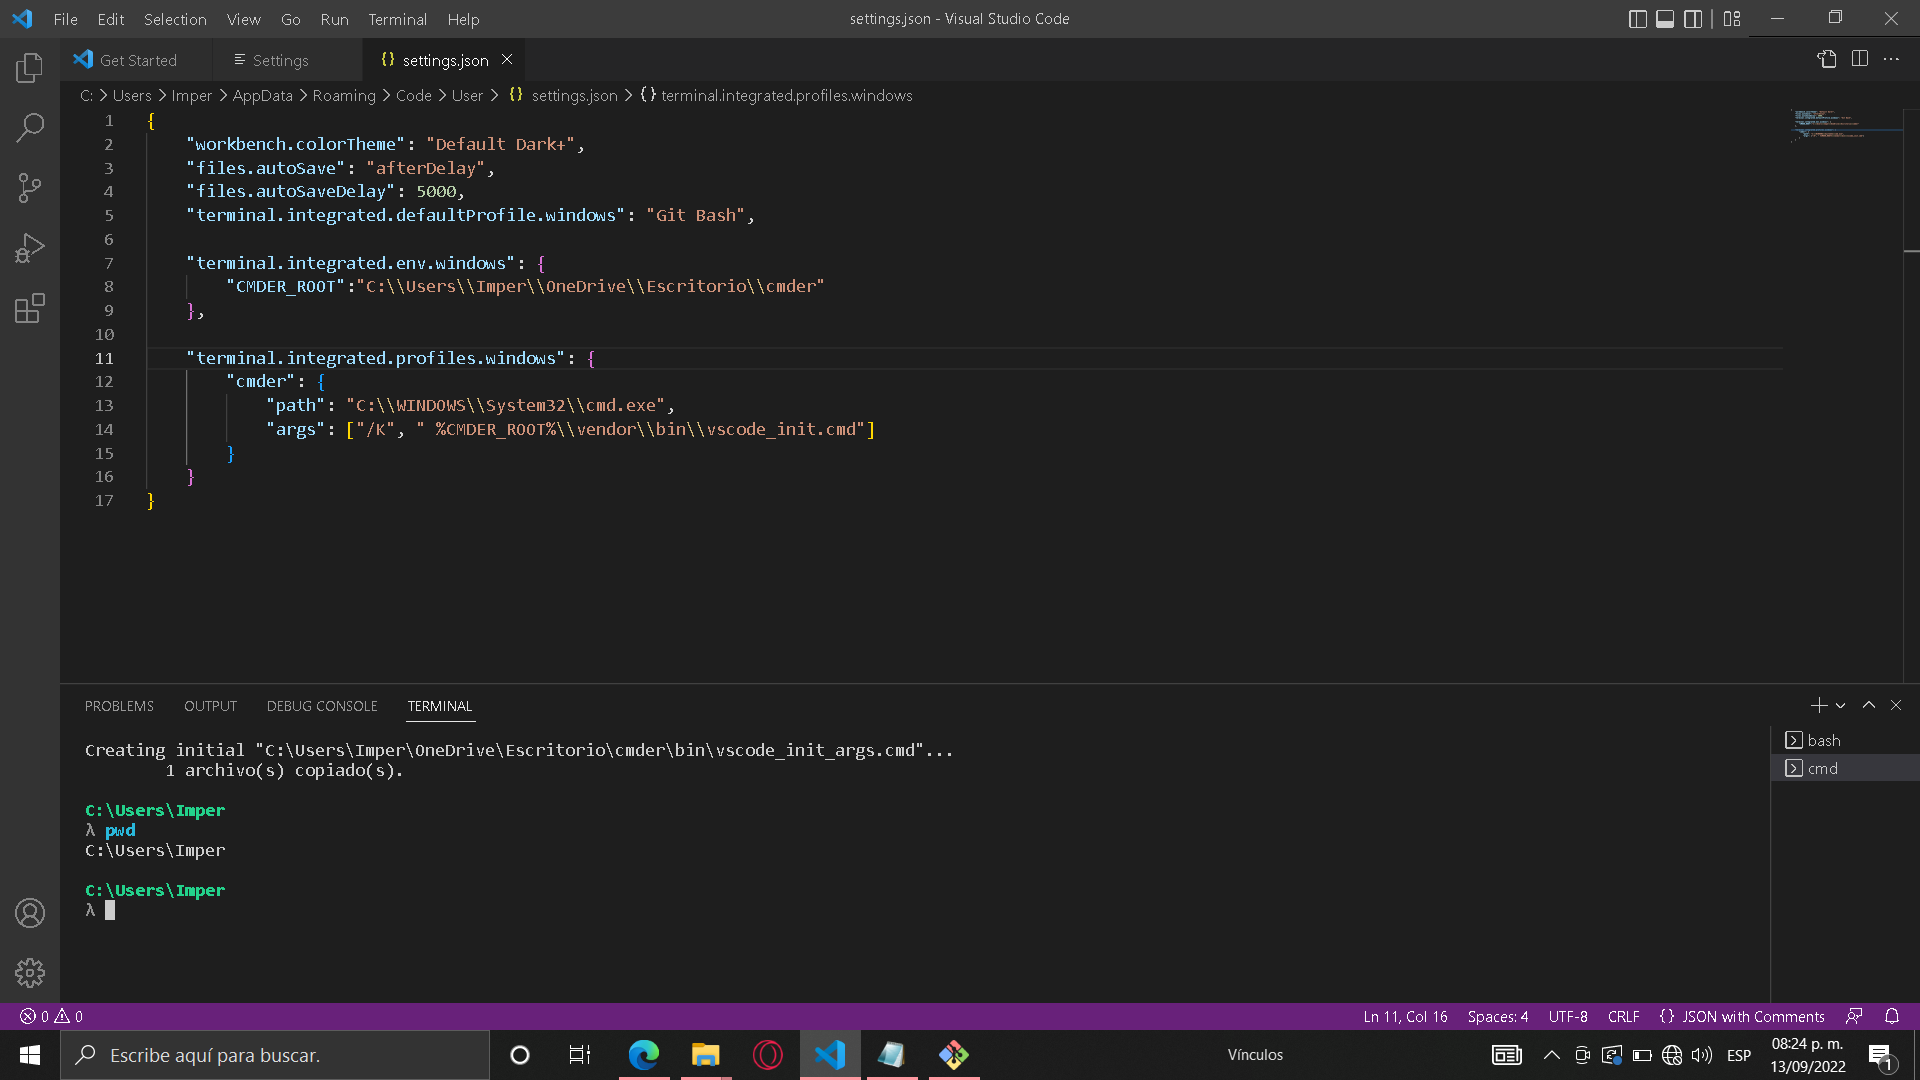 File Edit Selection View Go Run Terminal Help
settings.json - Visual Studio Code
Get Started
Settings
settings.json
C: > Users > Imper > AppData > Roaming > Code > User > {} settings.json > {} terminal.integrated.profiles.windows
1 {
2 "workbench.colorTheme": "Default Dark+",
3 "files.autoSave": "afterDelay",
4 "files.autoSaveDelay": 5000,
5 "terminal.integrated.defaultProfile.windows": "Git Bash",
6
7 "terminal.integrated.env.windows": {
8 "CMDER_ROOT":"C:\\Users\\Imper\\OneDrive\\Escritorio\\cmder"
9 },
10
11 "terminal.integrated.profiles.windows": {
12 "cmder": {
13 "path": "C:\\WINDOWS\\System32\\cmd.exe",
14 "args": ["/K", " %CMDER_ROOT%\\vendor\\bin\\vscode_init.cmd"]
15 }
16 }
17 }
PROBLEMS OUTPUT DEBUG CONSOLE TERMINAL
Creating initial "C:\Users\Imper\OneDrive\Escritorio\cmder\bin\vscode_init_args.cmd"...
1 archivo(s) copiado(s).
C:\Users\Imper
λ pwd
C:\Users\Imper
C:\Users\Imper
λ
bash
cmd
0 0
Ln 11, Col 16 Spaces: 4 UTF-8 CRLF {} JSON with Comments
Escribe aquí para buscar.
Vínculos
ESP
08:24 p. m.
13/09/2022
1